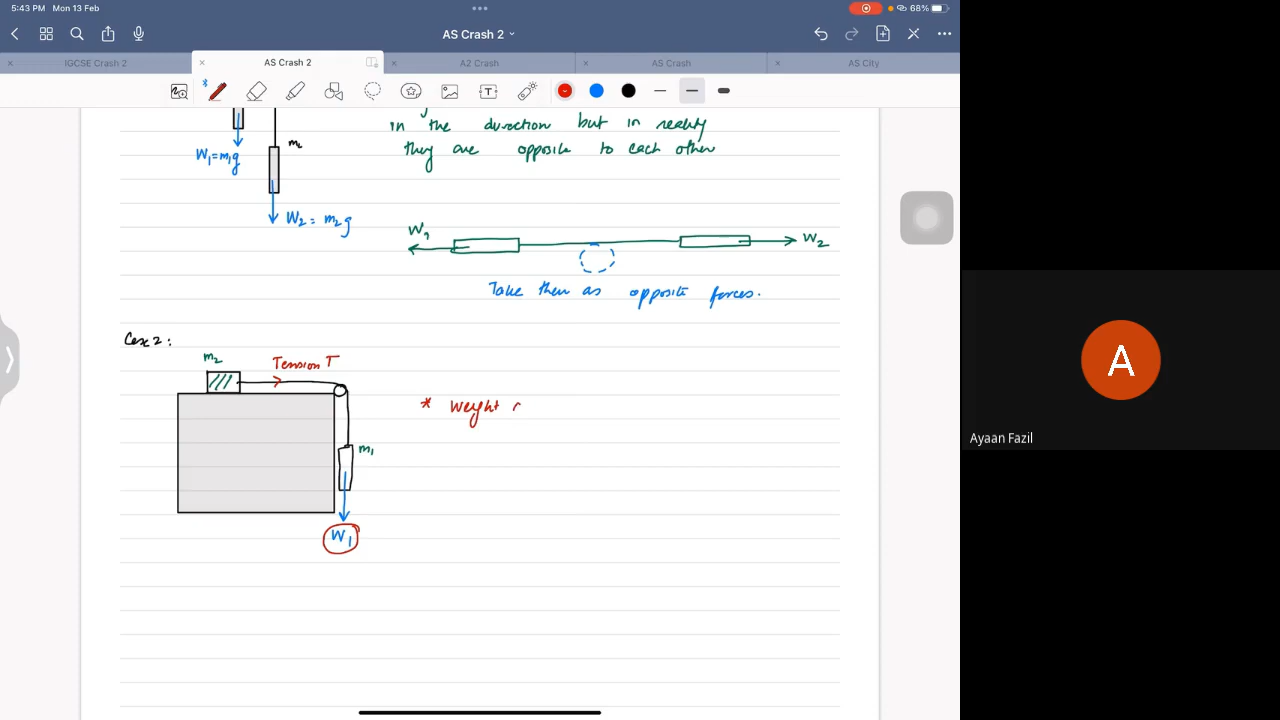 5:43 PM Mon 13 Feb
68%
AS Crash 2
IGCSE Crash 2
AS Crash 2
A2 Crash
AS Crash
AS City
in the direction but in reality
they are opposite to each other
W1 = m1g
m2
W2 = m2g
W1
W2
Take them as opposite forces.
Case 2:
m2
Tension T
* Weight
m1
W1
A
Ayaan Fazil